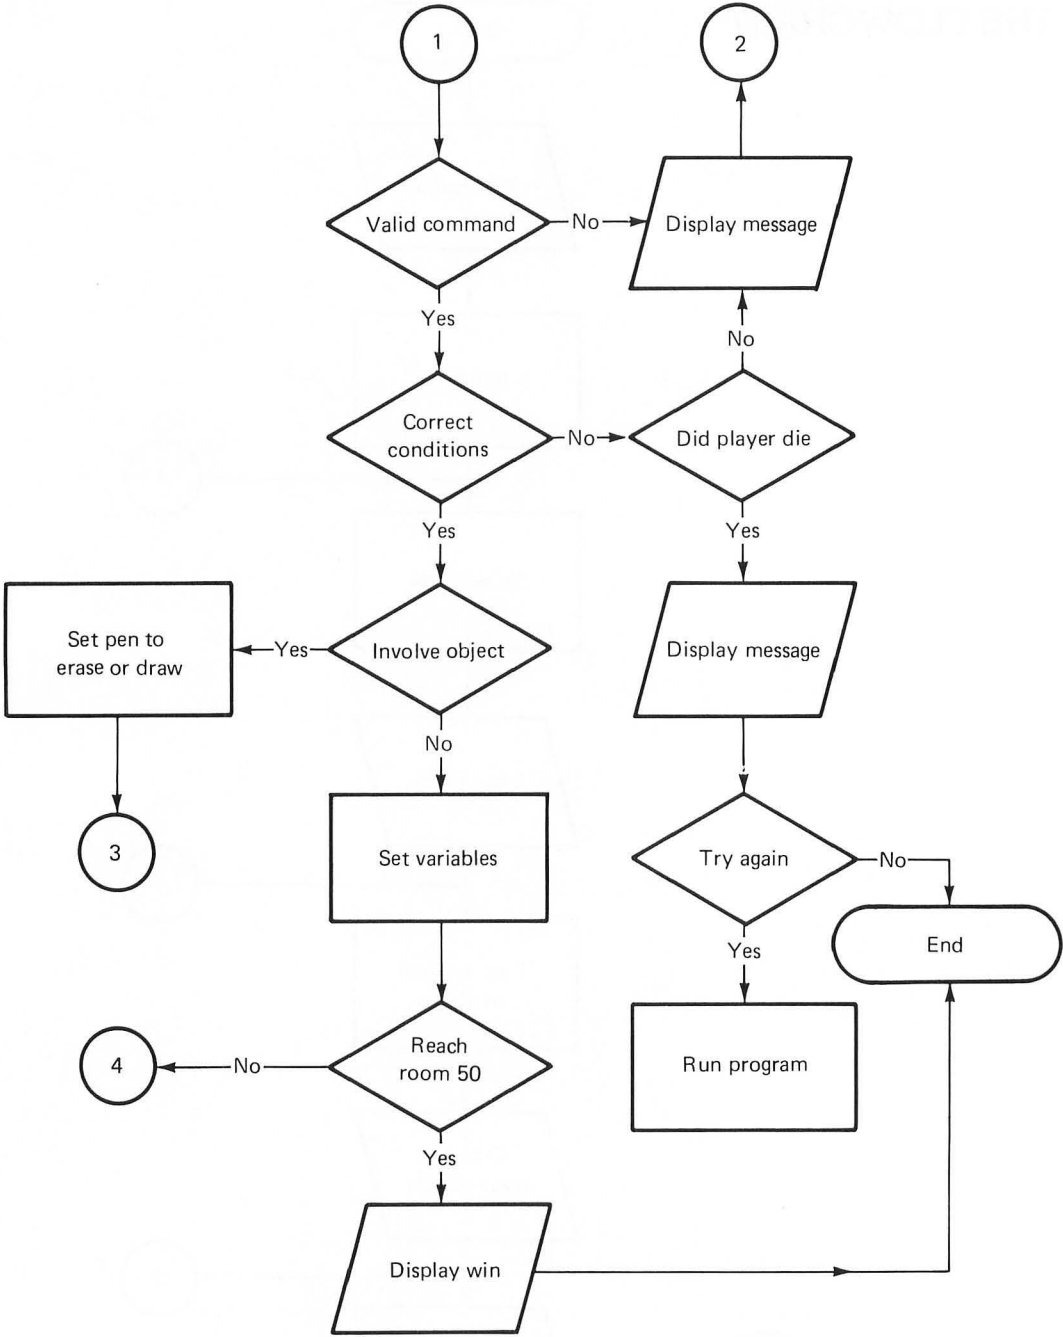 1
2
Valid command
No
Display message
Yes
No
Correct
conditions
No
Did player die
Yes
Yes
Set pen to
erase or draw
Yes
Involve object
Display message
No
3
Set variables
Try again
No
Yes
End
4
No
Reach
room 50
Run program
Yes
Display win